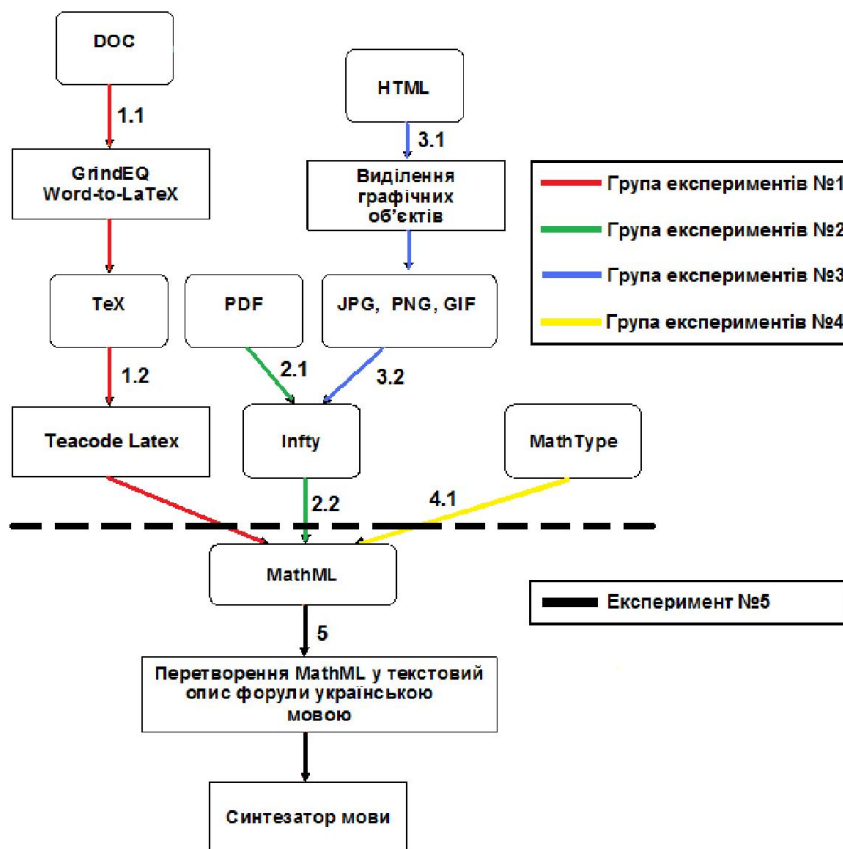 DOC
HTML
1.1
3.1
GrindEQ
Word-to-LaTeX
Виділення
графічних
об'єктів
Група експериментів №1
Група експериментів №2
Група експериментів №3
Група експериментів №4
TeX
PDF
JPG, PNG, GIF
1.2
2.1
3.2
Teacode Latex
Infty
MathType
2.2
4.1
MathML
Експеримент №5
5
Перетворення MathML у текстовий
опис форули українською
мовою
Синтезатор мови